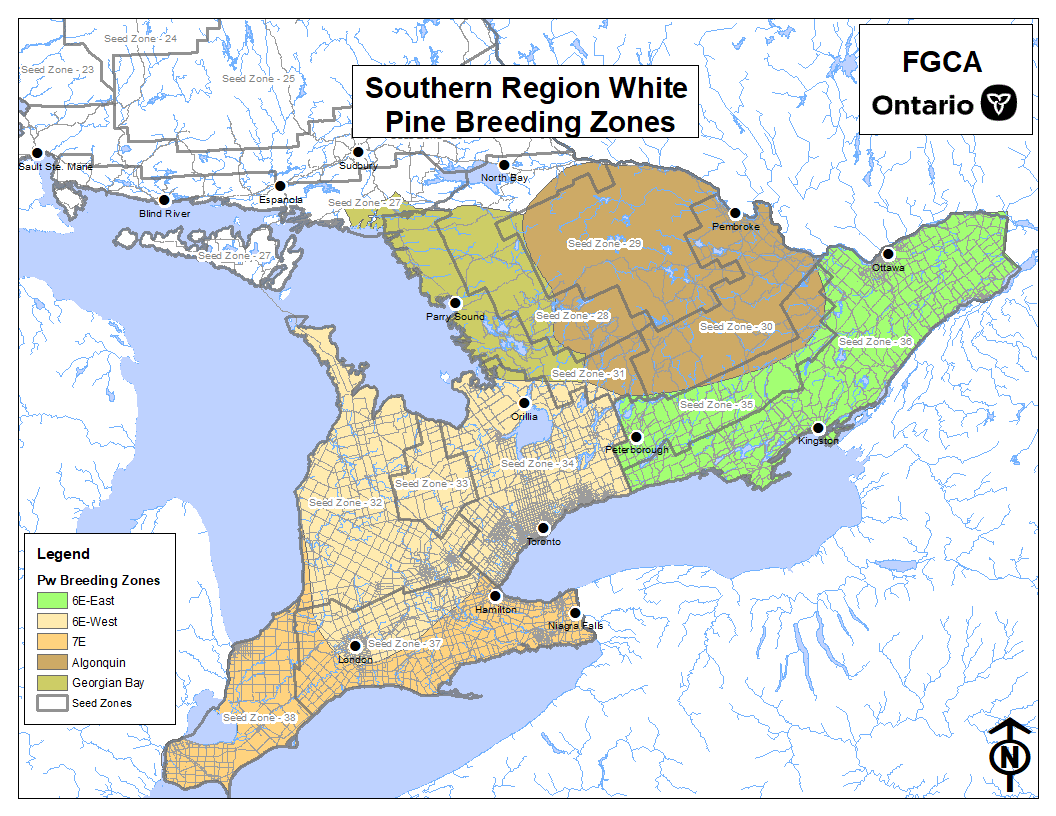 Seed Zone - 24
Seed Zone - 23
Seed Zone - 25
Southern Region White
Pine Breeding Zones
FGCA
Ontario
Sault Ste. Marie
Sudbury
North Bay
Espanola
Blind River
Seed Zone - 27
Seed Zone - 27
Pembroke
Seed Zone - 29
Ottawa
Parry Sound
Seed Zone - 28
Seed Zone - 30
Seed Zone - 36
Seed Zone - 31
Orillia
Seed Zone - 35
Kingston
Peterborough
Seed Zone - 34
Seed Zone - 33
Seed Zone - 32
Toronto
Hamilton
Niagra Falls
Seed Zone - 37
London
Seed Zone - 38
Legend
Pw Breeding Zones
6E-East
6E-West
7E
Algonquin
Georgian Bay
Seed Zones
N